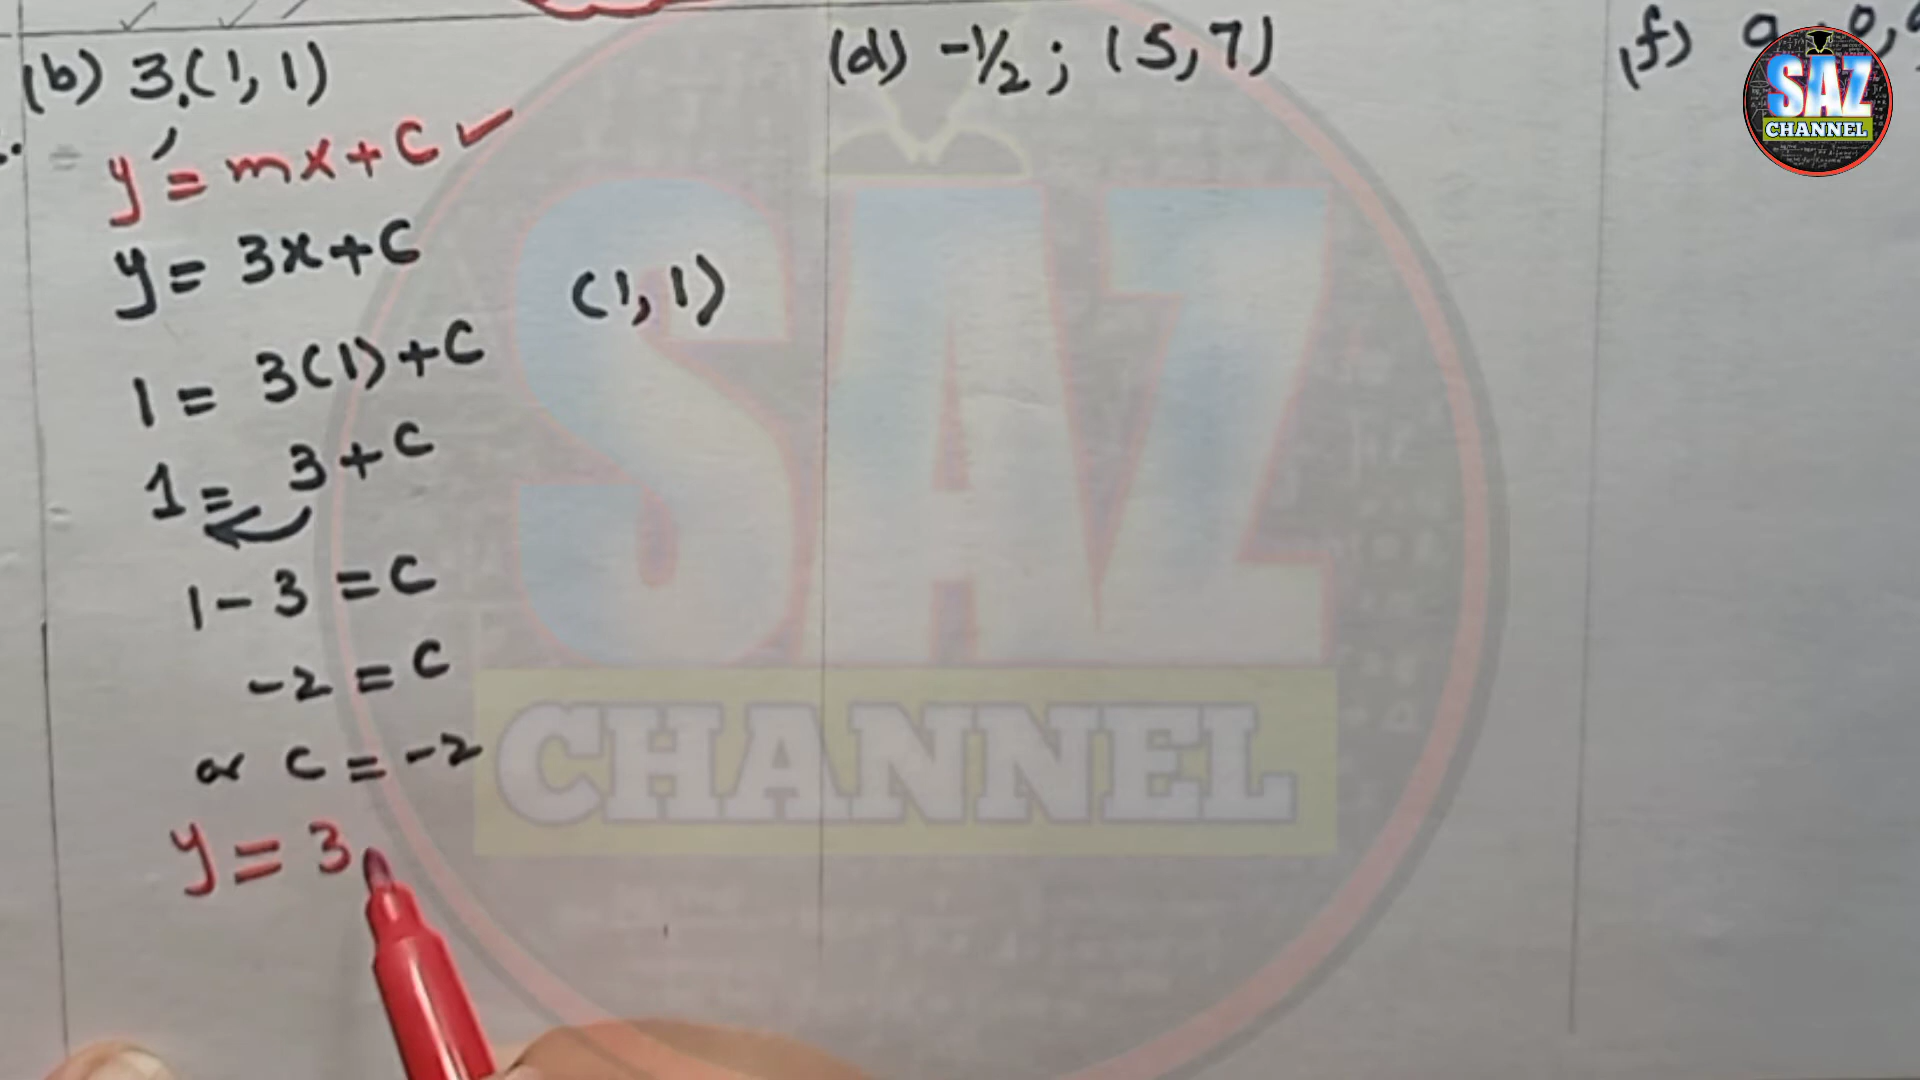 (b) 3,(1,1)
y = mx + c ✓
y = 3x + c
(1,1)
1 = 3(1) + c
1 = 3 + c
1 - 3 = c
-2 = c
or c = -2
y = 3
(d) -1/2 ; (5,7)
(f)
SAZ
CHANNEL
SAZ
CHANNEL